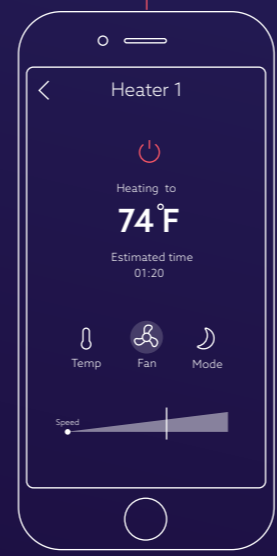 Heater 1
Heating to
74°F
Estimated time
01:20
Temp Fan Mode
Speed